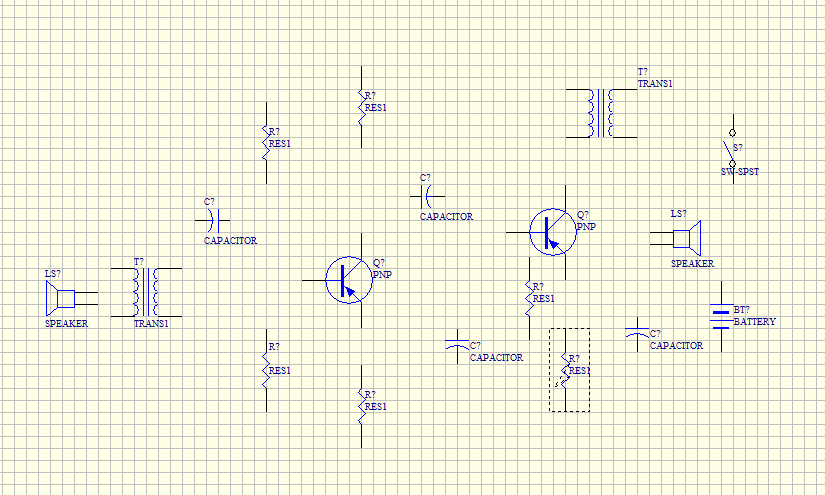 T?
TRANS1
R?
RES1
R?
RES1
S?
SW-SPST
C?
CAPACITOR
C?
CAPACITOR
Q?
PNP
LS?
SPEAKER
Q?
PNP
T?
TRANS1
LS?
SPEAKER
R?
RES1
BT?
BATTERY
C?
CAPACITOR
R?
RES1
C?
CAPACITOR
R?
RES1
R?
RES1